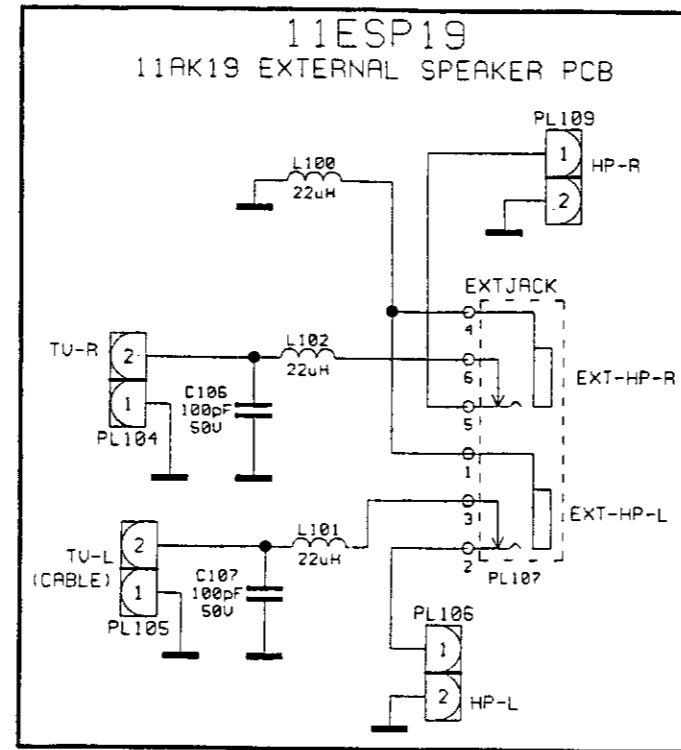 11ESP19
11AK19 EXTERNAL SPEAKER PCB
PL109
1
HP-R
2
L100
22uH
EXTJACK
4
TV-R
2
L102
22uH
6
EXT-HP-R
1
C106
100pF
50V
5
PL104
1
3
EXT-HP-L
TV-L
(CABLE)
2
L101
22uH
2
PL107
1
C107
100pF
50V
PL105
PL106
1
2
HP-L